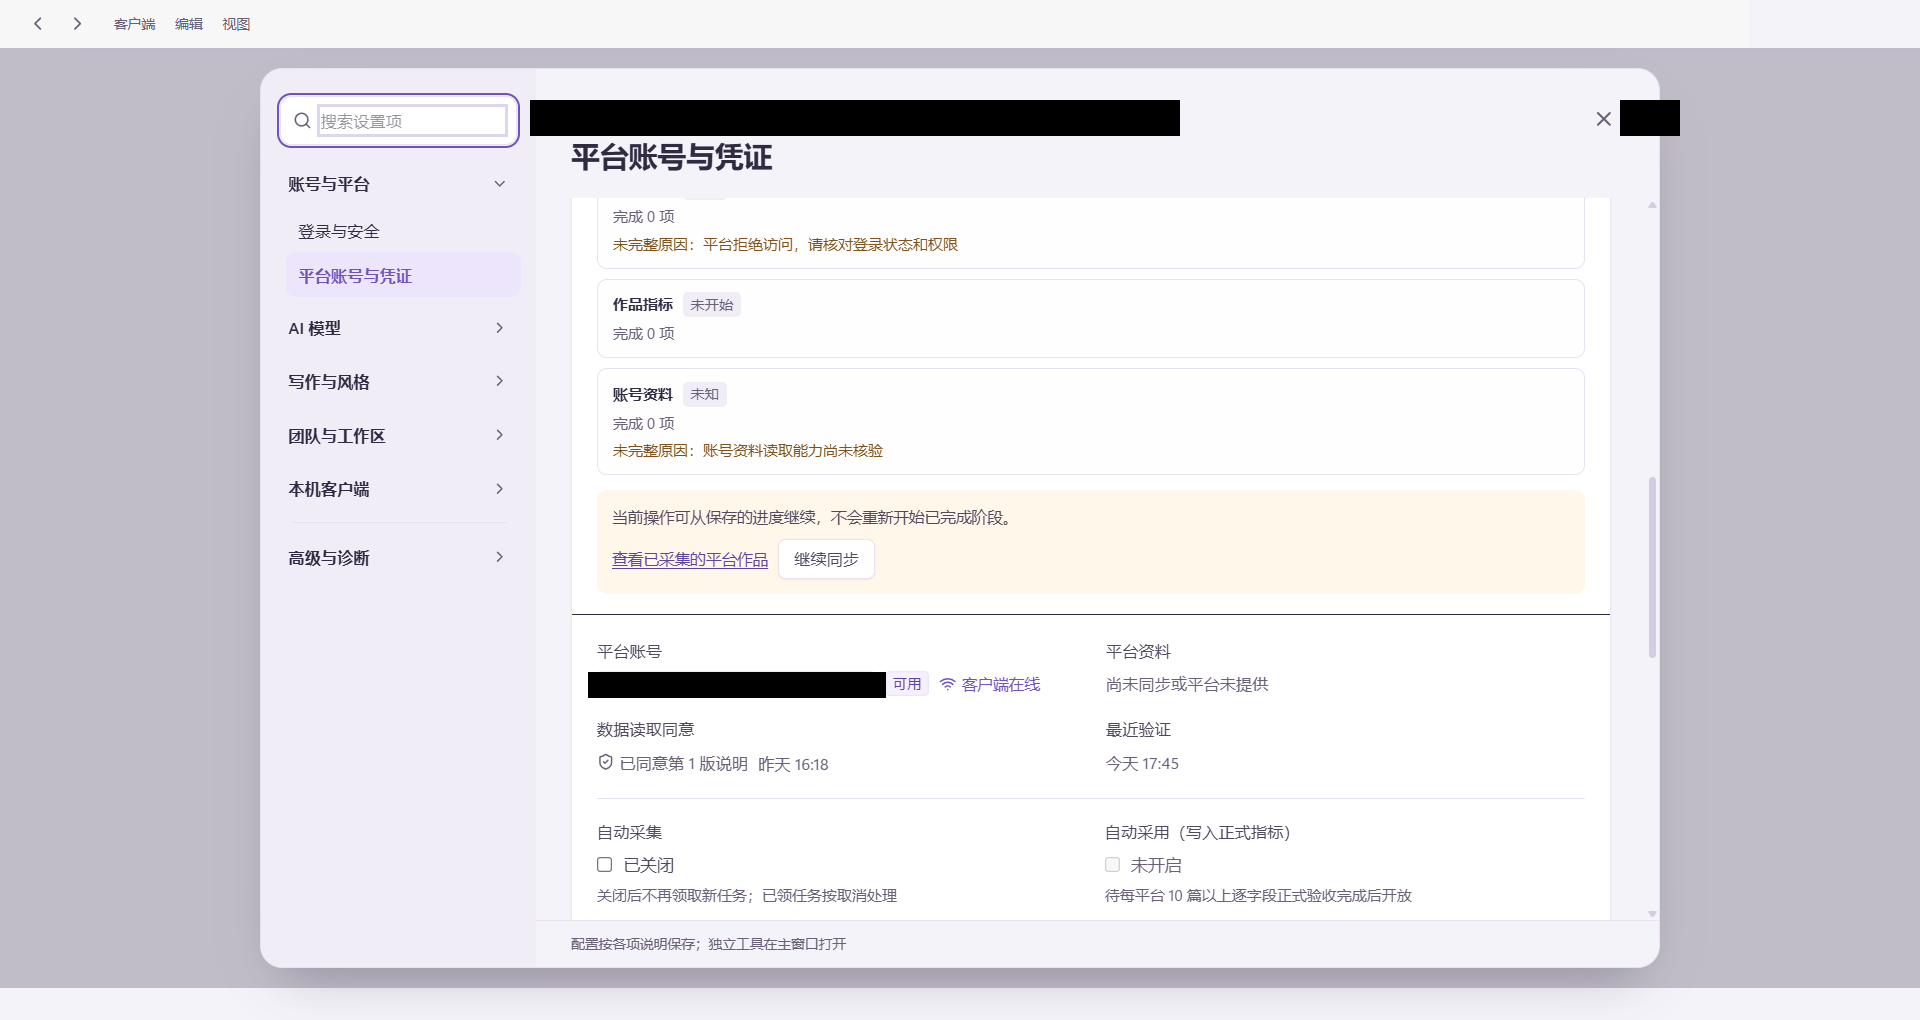 客户端 编辑 视图
搜索设置项
账号与平台
登录与安全
平台账号与凭证
AI 模型
写作与风格
团队与工作区
本机客户端
高级与诊断
平台账号与凭证
完成 0 项
未完整原因：平台拒绝访问，请核对登录状态和权限
作品指标 未开始
完成 0 项
账号资料 未知
完成 0 项
未完整原因：账号资料读取能力尚未核验
当前操作可从保存的进度继续，不会重新开始已完成阶段。
查看已采集的平台作品 继续同步
平台账号 平台资料
可用 客户端在线 尚未同步或平台未提供
数据读取同意 最近验证
已同意第 1 版说明 昨天 16:18 今天 17:45
自动采集 自动采用（写入正式指标）
已关闭 未开启
关闭后不再领取新任务；已领任务按取消处理 待每平台 10 篇以上逐字段正式验收完成后开放
配置按各项说明保存；独立工具在主窗口打开